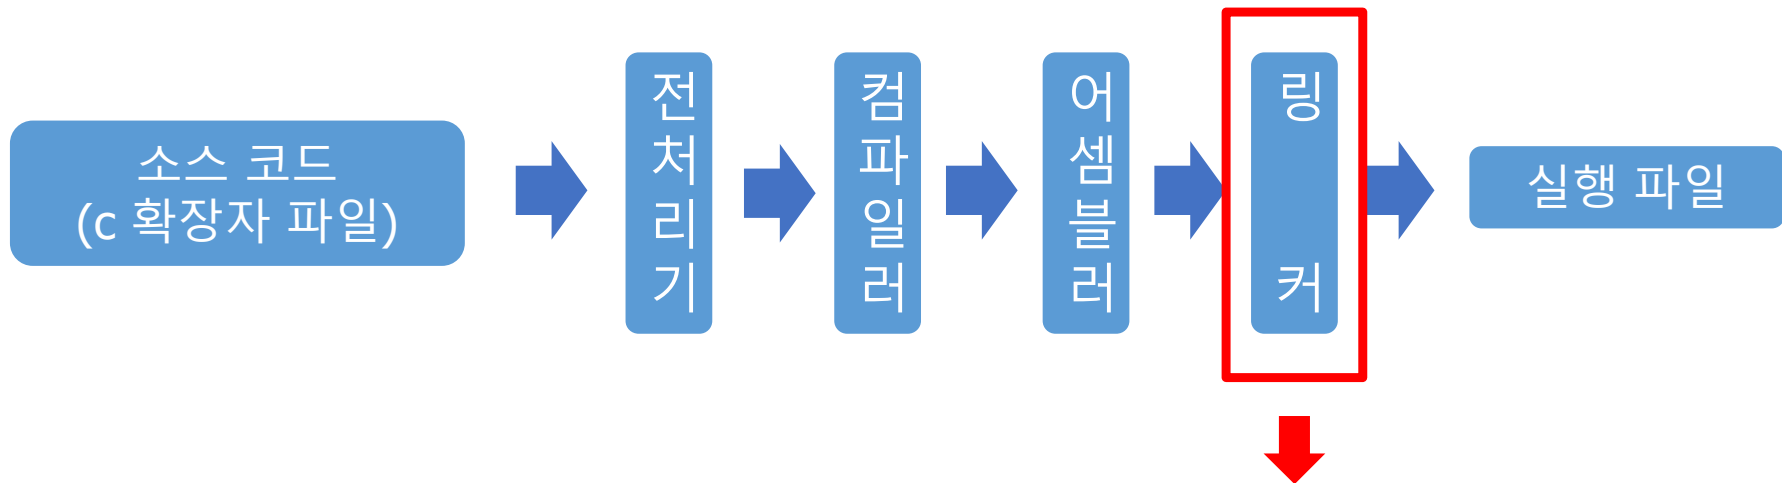 소스 코드
(c 확장자 파일)
전처리기
컴파일러
어셈블러
링커
실행 파일